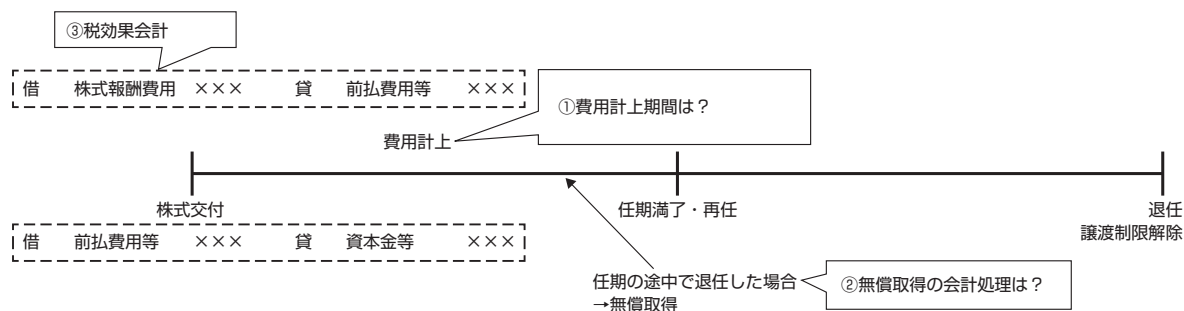 ③税効果会計
借 株式報酬費用 ××× 貸 前払費用等 ×××
①費用計上期間は？
費用計上
株式交付
任期満了・再任
退任
譲渡制限解除
借 前払費用等 ××× 貸 資本金等 ×××
任期の途中で退任した場合
→無償取得
②無償取得の会計処理は？